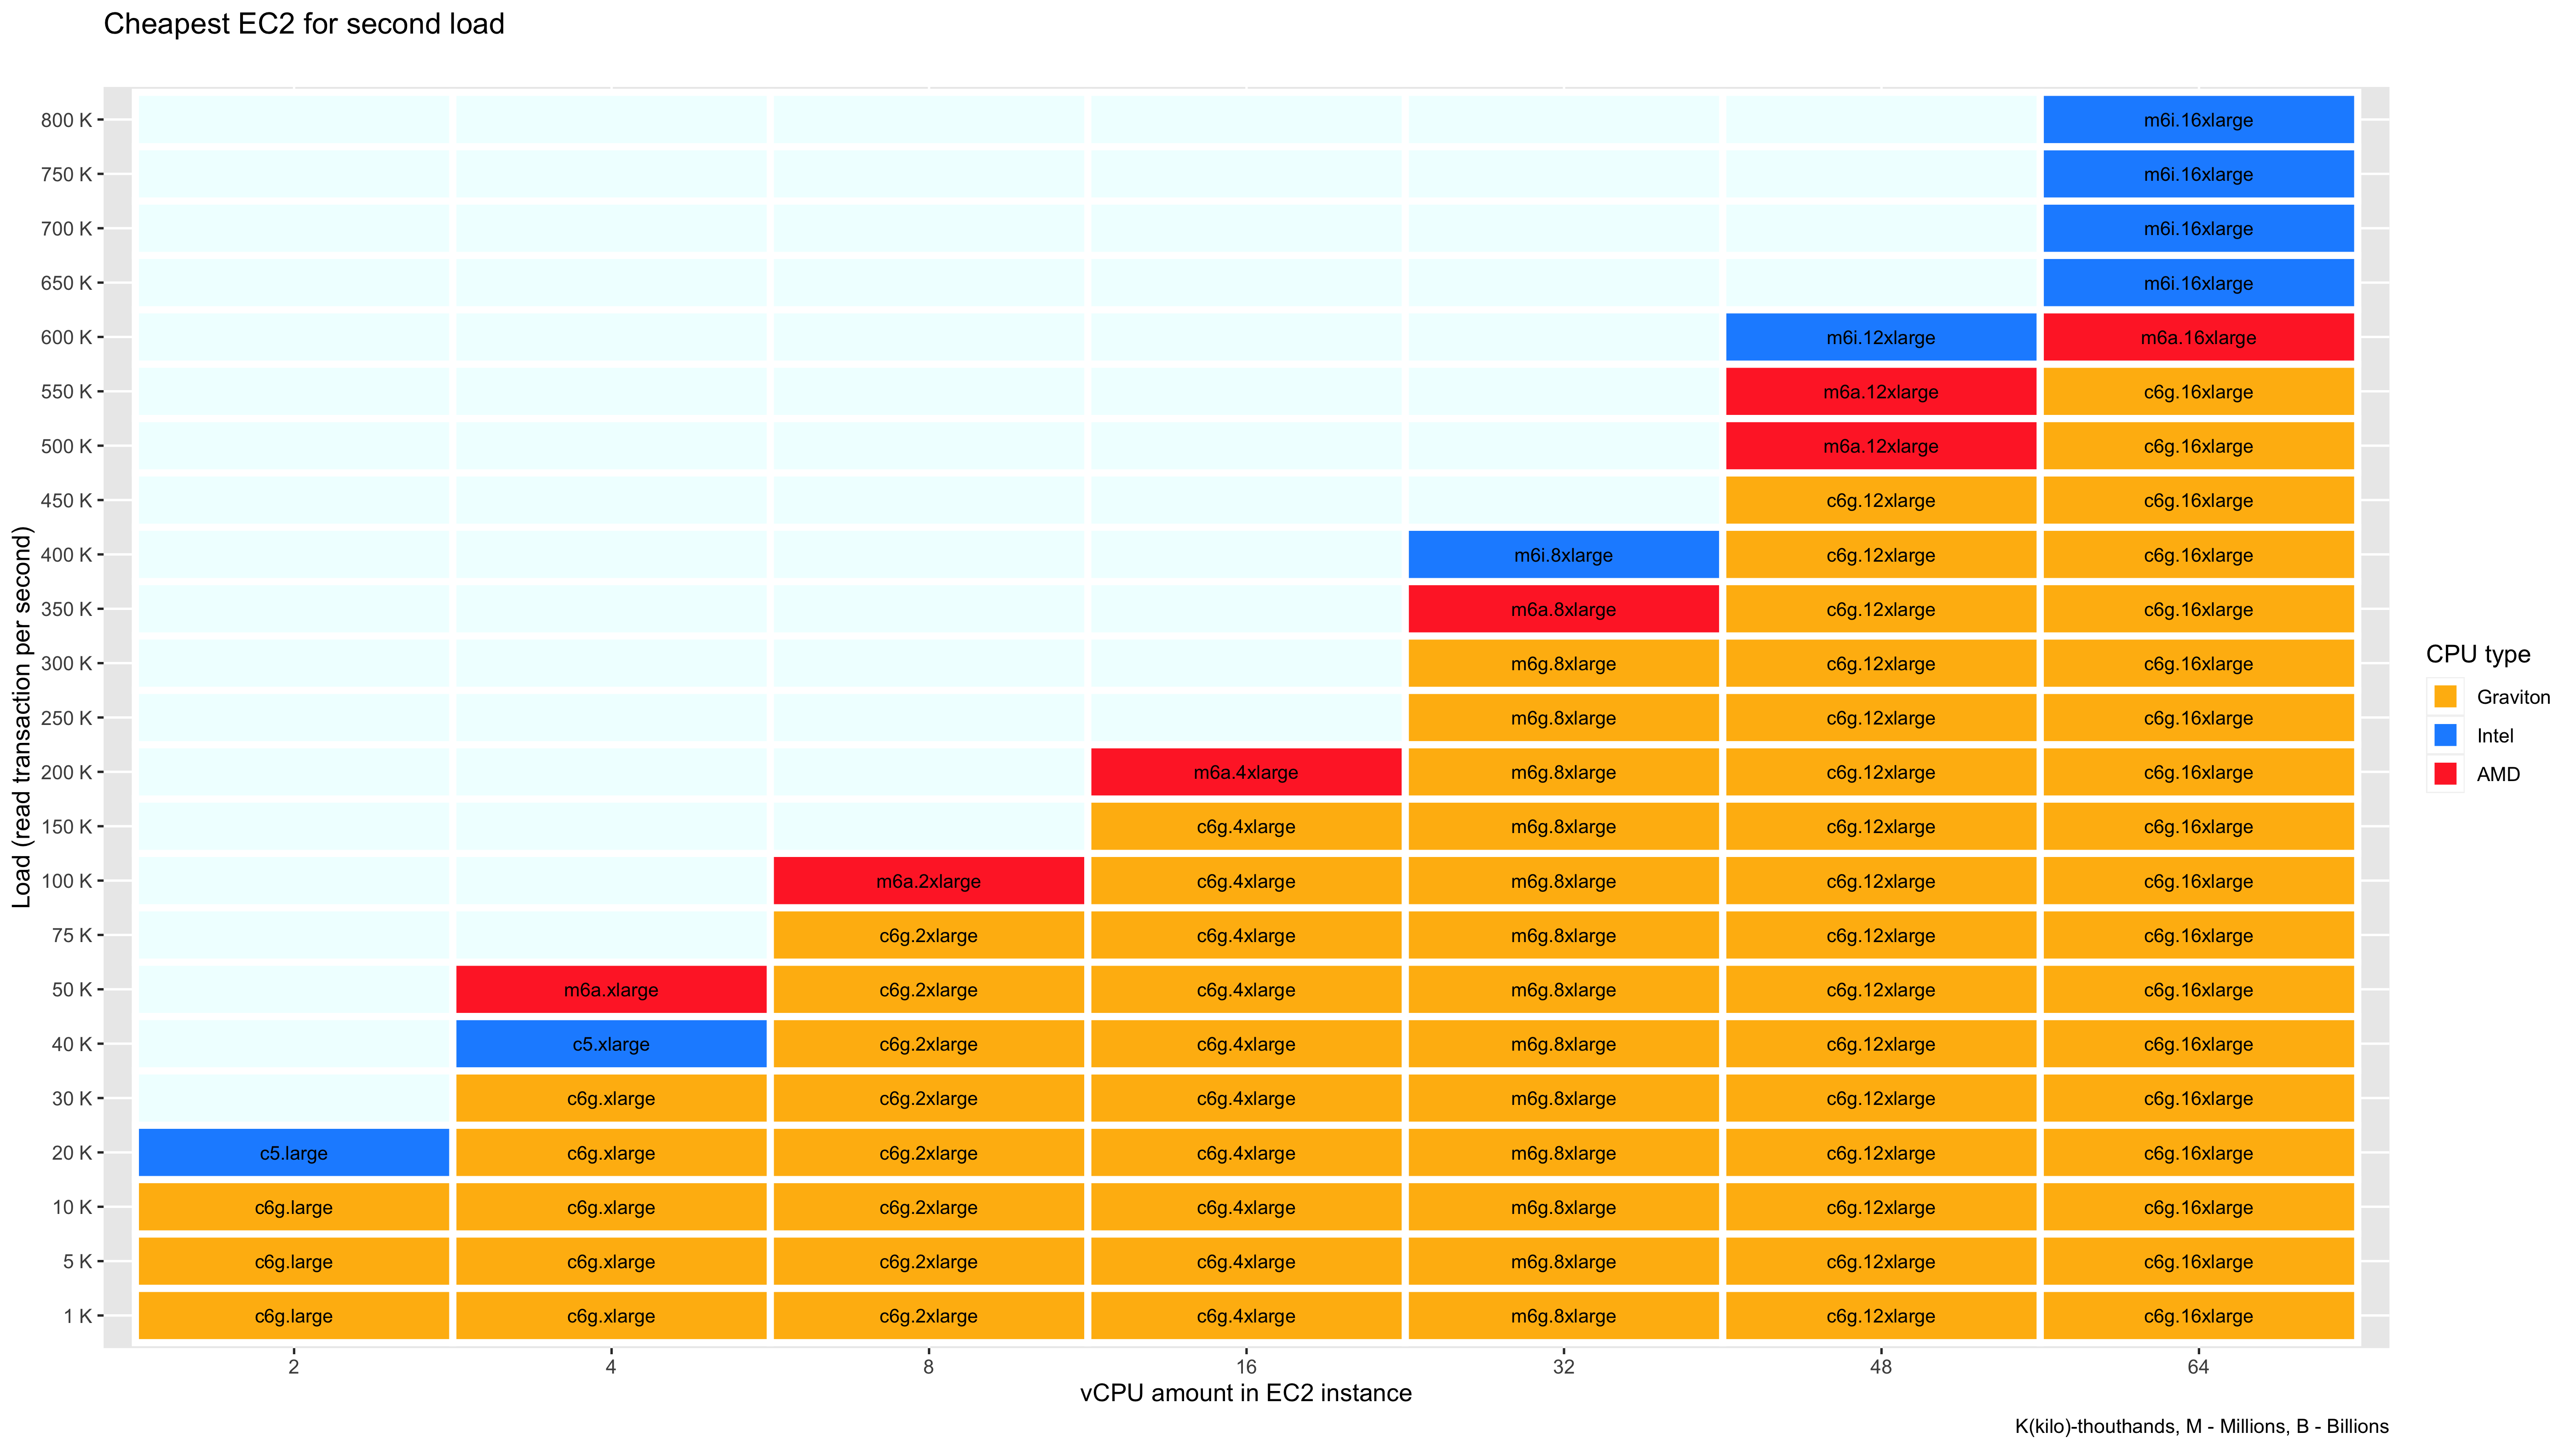 Cheapest EC2 for second load
Load (read transaction per second)
800 K m6i.16xlarge
750 K m6i.16xlarge
700 K m6i.16xlarge
650 K m6i.16xlarge
600 K m6i.12xlarge m6a.16xlarge
550 K m6a.12xlarge c6g.16xlarge
500 K m6a.12xlarge c6g.16xlarge
450 K c6g.12xlarge c6g.16xlarge
400 K m6i.8xlarge c6g.12xlarge c6g.16xlarge
350 K m6a.8xlarge c6g.12xlarge c6g.16xlarge
300 K m6g.8xlarge c6g.12xlarge c6g.16xlarge
250 K m6g.8xlarge c6g.12xlarge c6g.16xlarge
200 K m6a.4xlarge m6g.8xlarge c6g.12xlarge c6g.16xlarge
150 K c6g.4xlarge m6g.8xlarge c6g.12xlarge c6g.16xlarge
100 K m6a.2xlarge c6g.4xlarge m6g.8xlarge c6g.12xlarge c6g.16xlarge
75 K c6g.2xlarge c6g.4xlarge m6g.8xlarge c6g.12xlarge c6g.16xlarge
50 K m6a.xlarge c6g.2xlarge c6g.4xlarge m6g.8xlarge c6g.12xlarge c6g.16xlarge
40 K c5.xlarge c6g.2xlarge c6g.4xlarge m6g.8xlarge c6g.12xlarge c6g.16xlarge
30 K c6g.xlarge c6g.2xlarge c6g.4xlarge m6g.8xlarge c6g.12xlarge c6g.16xlarge
20 K c5.large c6g.xlarge c6g.2xlarge c6g.4xlarge m6g.8xlarge c6g.12xlarge c6g.16xlarge
10 K c6g.large c6g.xlarge c6g.2xlarge c6g.4xlarge m6g.8xlarge c6g.12xlarge c6g.16xlarge
5 K c6g.large c6g.xlarge c6g.2xlarge c6g.4xlarge m6g.8xlarge c6g.12xlarge c6g.16xlarge
1 K c6g.large c6g.xlarge c6g.2xlarge c6g.4xlarge m6g.8xlarge c6g.12xlarge c6g.16xlarge
2 4 8 16 32 48 64
vCPU amount in EC2 instance
CPU type
Graviton
Intel
AMD
K(kilo)-thouthands, M - Millions, B - Billions